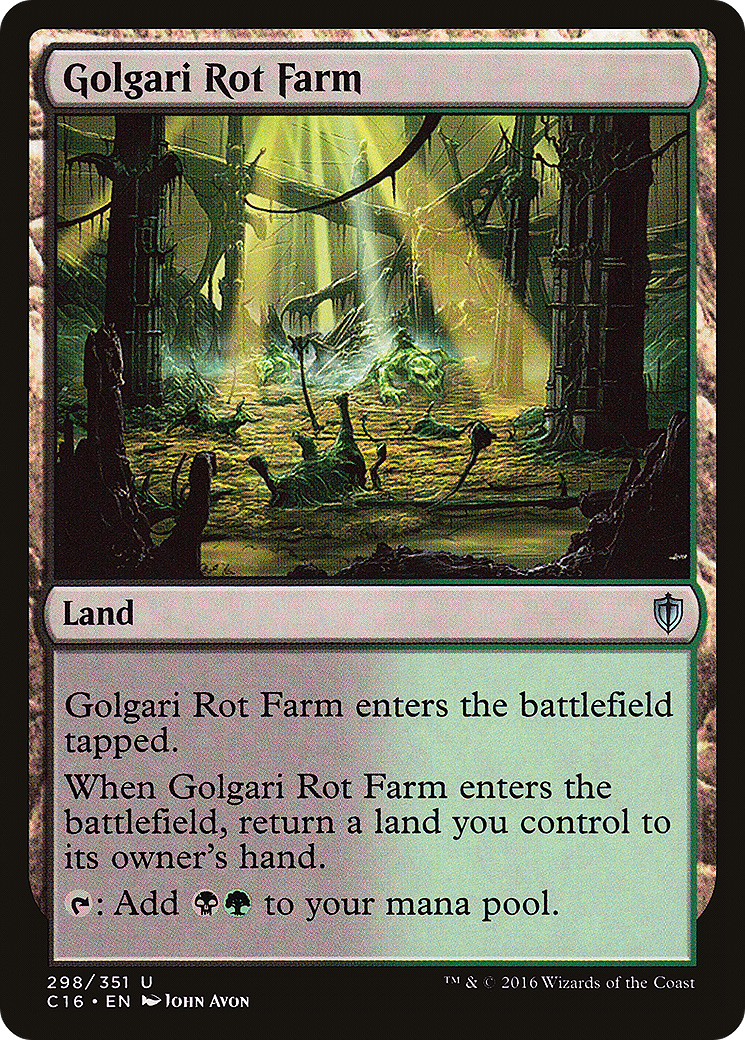 Golgari Rot Farm
Land
Golgari Rot Farm enters the battlefield
tapped.
When Golgari Rot Farm enters the
battlefield, return a land you control to
its owner's hand.
: Add to your mana pool.
298/351 U
™ & © 2016 Wizards of the Coast
C16 • EN John Avon